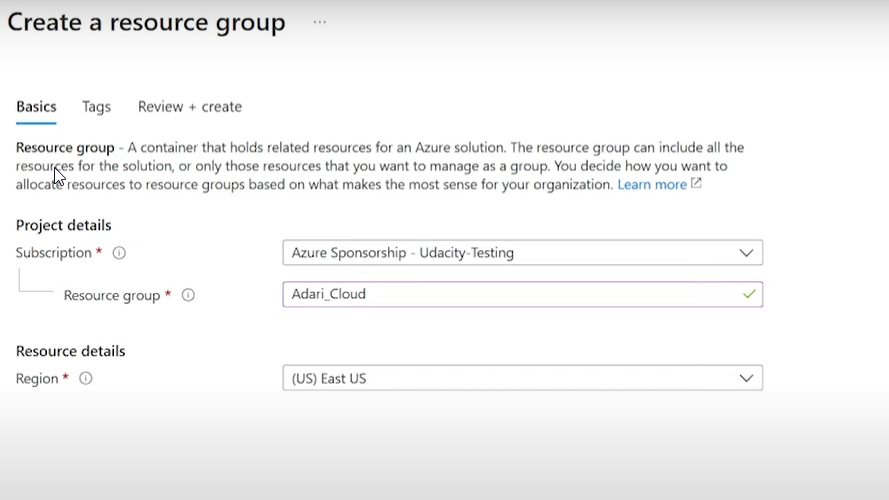 Create a resource group ...
Basics Tags Review + create
Resource group - A container that holds related resources for an Azure solution. The resource group can include all the
resources for the solution, or only those resources that you want to manage as a group. You decide how you want to
allocate resources to resource groups based on what makes the most sense for your organization. Learn more
Project details
Subscription * Azure Sponsorship - Udacity-Testing
Resource group * Adari_Cloud
Resource details
Region * (US) East US